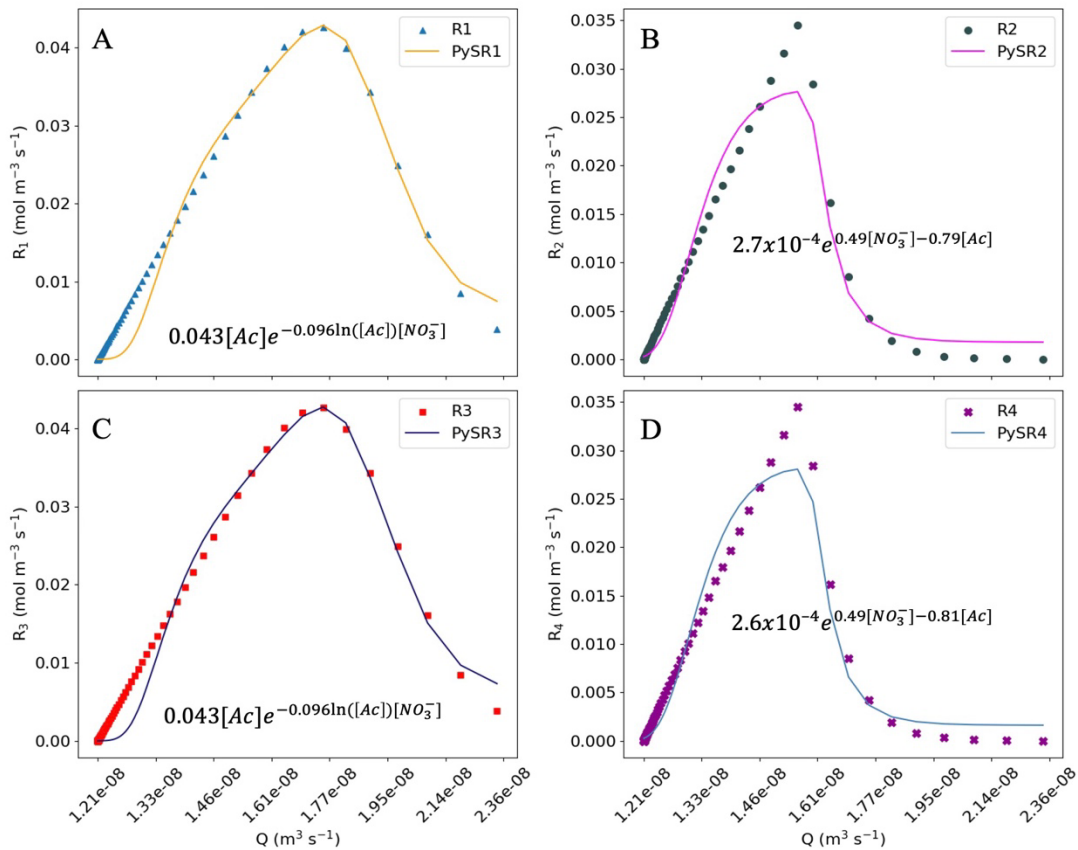 A
R1
PySR1
0.04
0.03
0.02
0.01
0.00
R₁ (mol m⁻³ s⁻¹)
0.043[Ac]e^{−0.096ln([Ac])[NO₃⁻]}
B
R2
PySR2
0.035
0.030
0.025
0.020
0.015
0.010
0.005
0.000
R₂ (mol m⁻³ s⁻¹)
2.7x10⁻⁴e^{0.49[NO₃⁻]−0.79[Ac]}
C
R3
PySR3
0.04
0.03
0.02
0.01
0.00
R₃ (mol m⁻³ s⁻¹)
0.043[Ac]e^{−0.096ln([Ac])[NO₃⁻]}
1.21e-08
1.33e-08
1.46e-08
1.61e-08
1.77e-08
1.95e-08
2.14e-08
2.36e-08
Q (m³ s⁻¹)
D
R4
PySR4
0.035
0.030
0.025
0.020
0.015
0.010
0.005
0.000
R₄ (mol m⁻³ s⁻¹)
2.6x10⁻⁴e^{0.49[NO₃⁻]−0.81[Ac]}
1.21e-08
1.33e-08
1.46e-08
1.61e-08
1.77e-08
1.95e-08
2.14e-08
2.36e-08
Q (m³ s⁻¹)